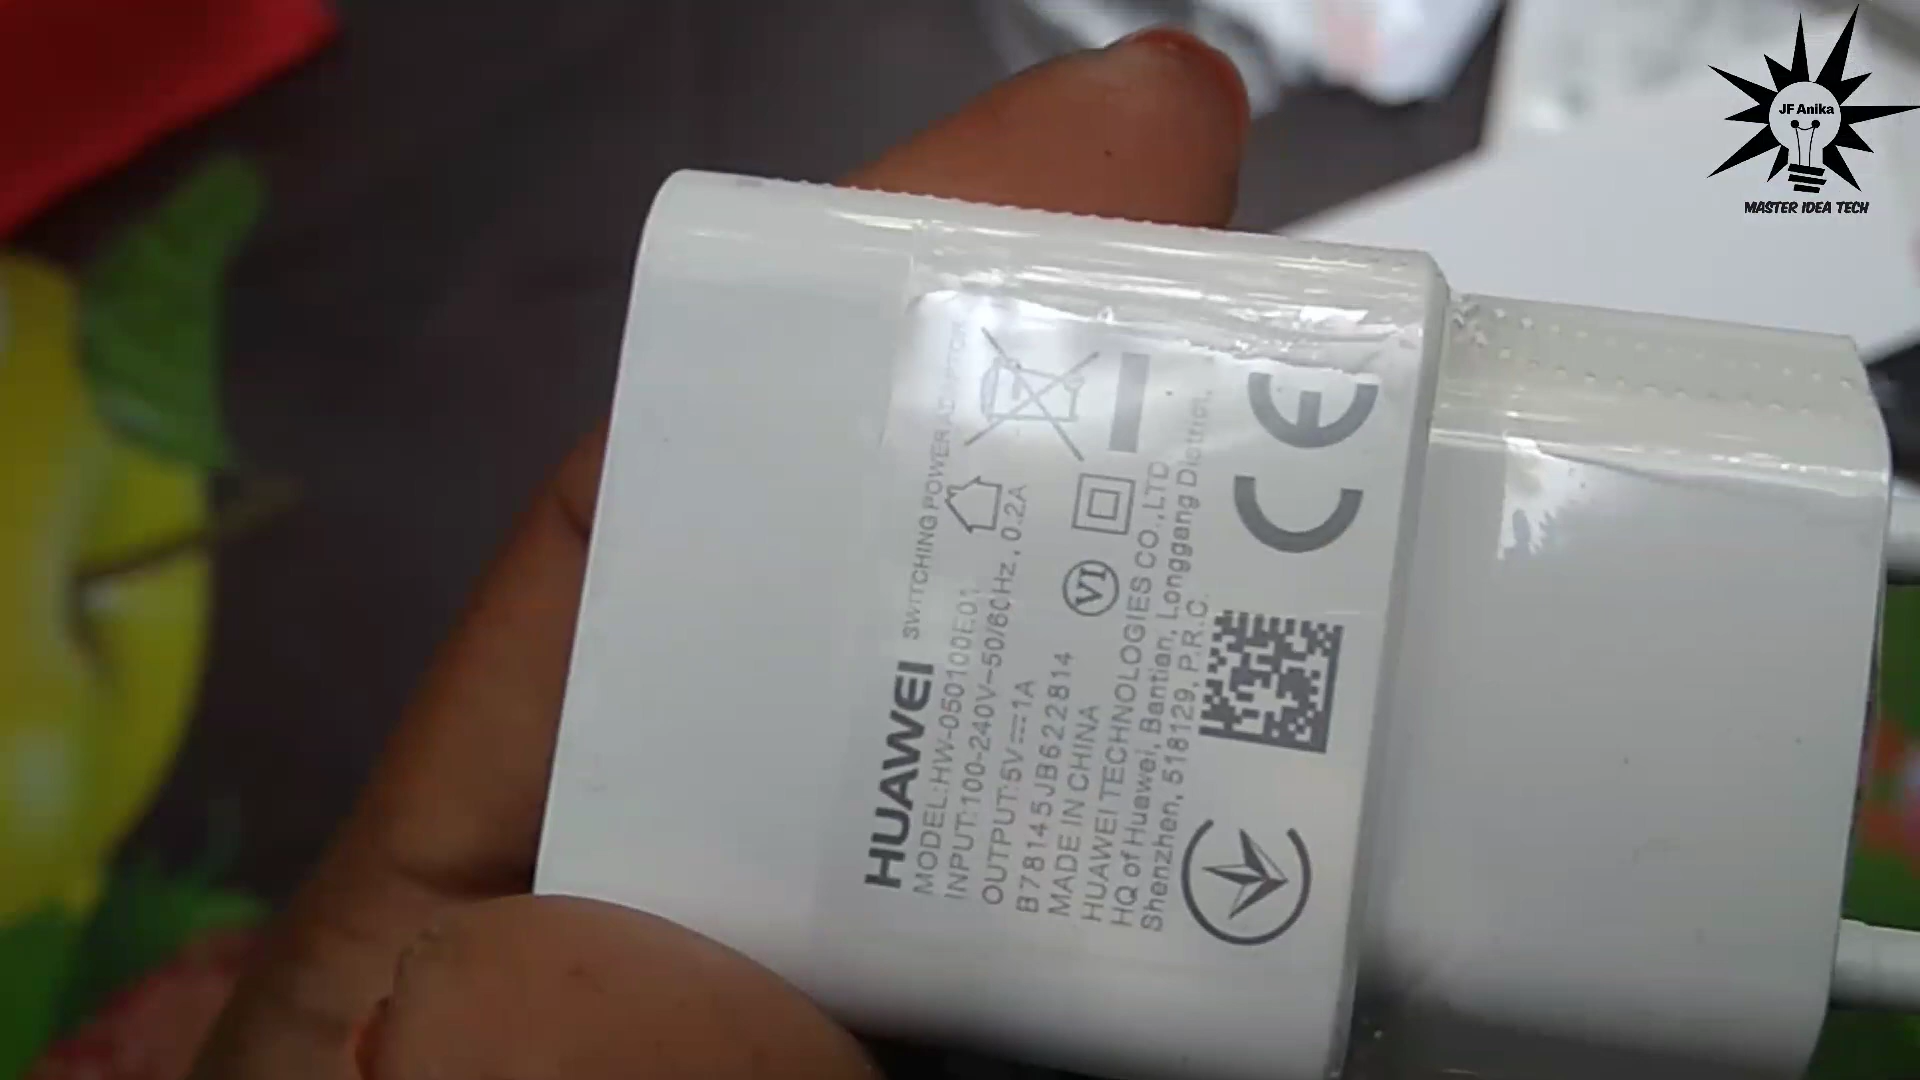 HUAWEI SWITCHING POWER ADAPTOR
MODEL:HW-050100E01
INPUT:100-240V~50/60Hz, 0.2A
OUTPUT:5V⎓1A
B78145JB622814
VI
MADE IN CHINA
HUAWEI TECHNOLOGIES CO.,LTD
HQ of Huawei, Bantian, Longgang District,
Shenzhen, 518129, P.R.C.
CE
JF Anika
MASTER IDEA TECH